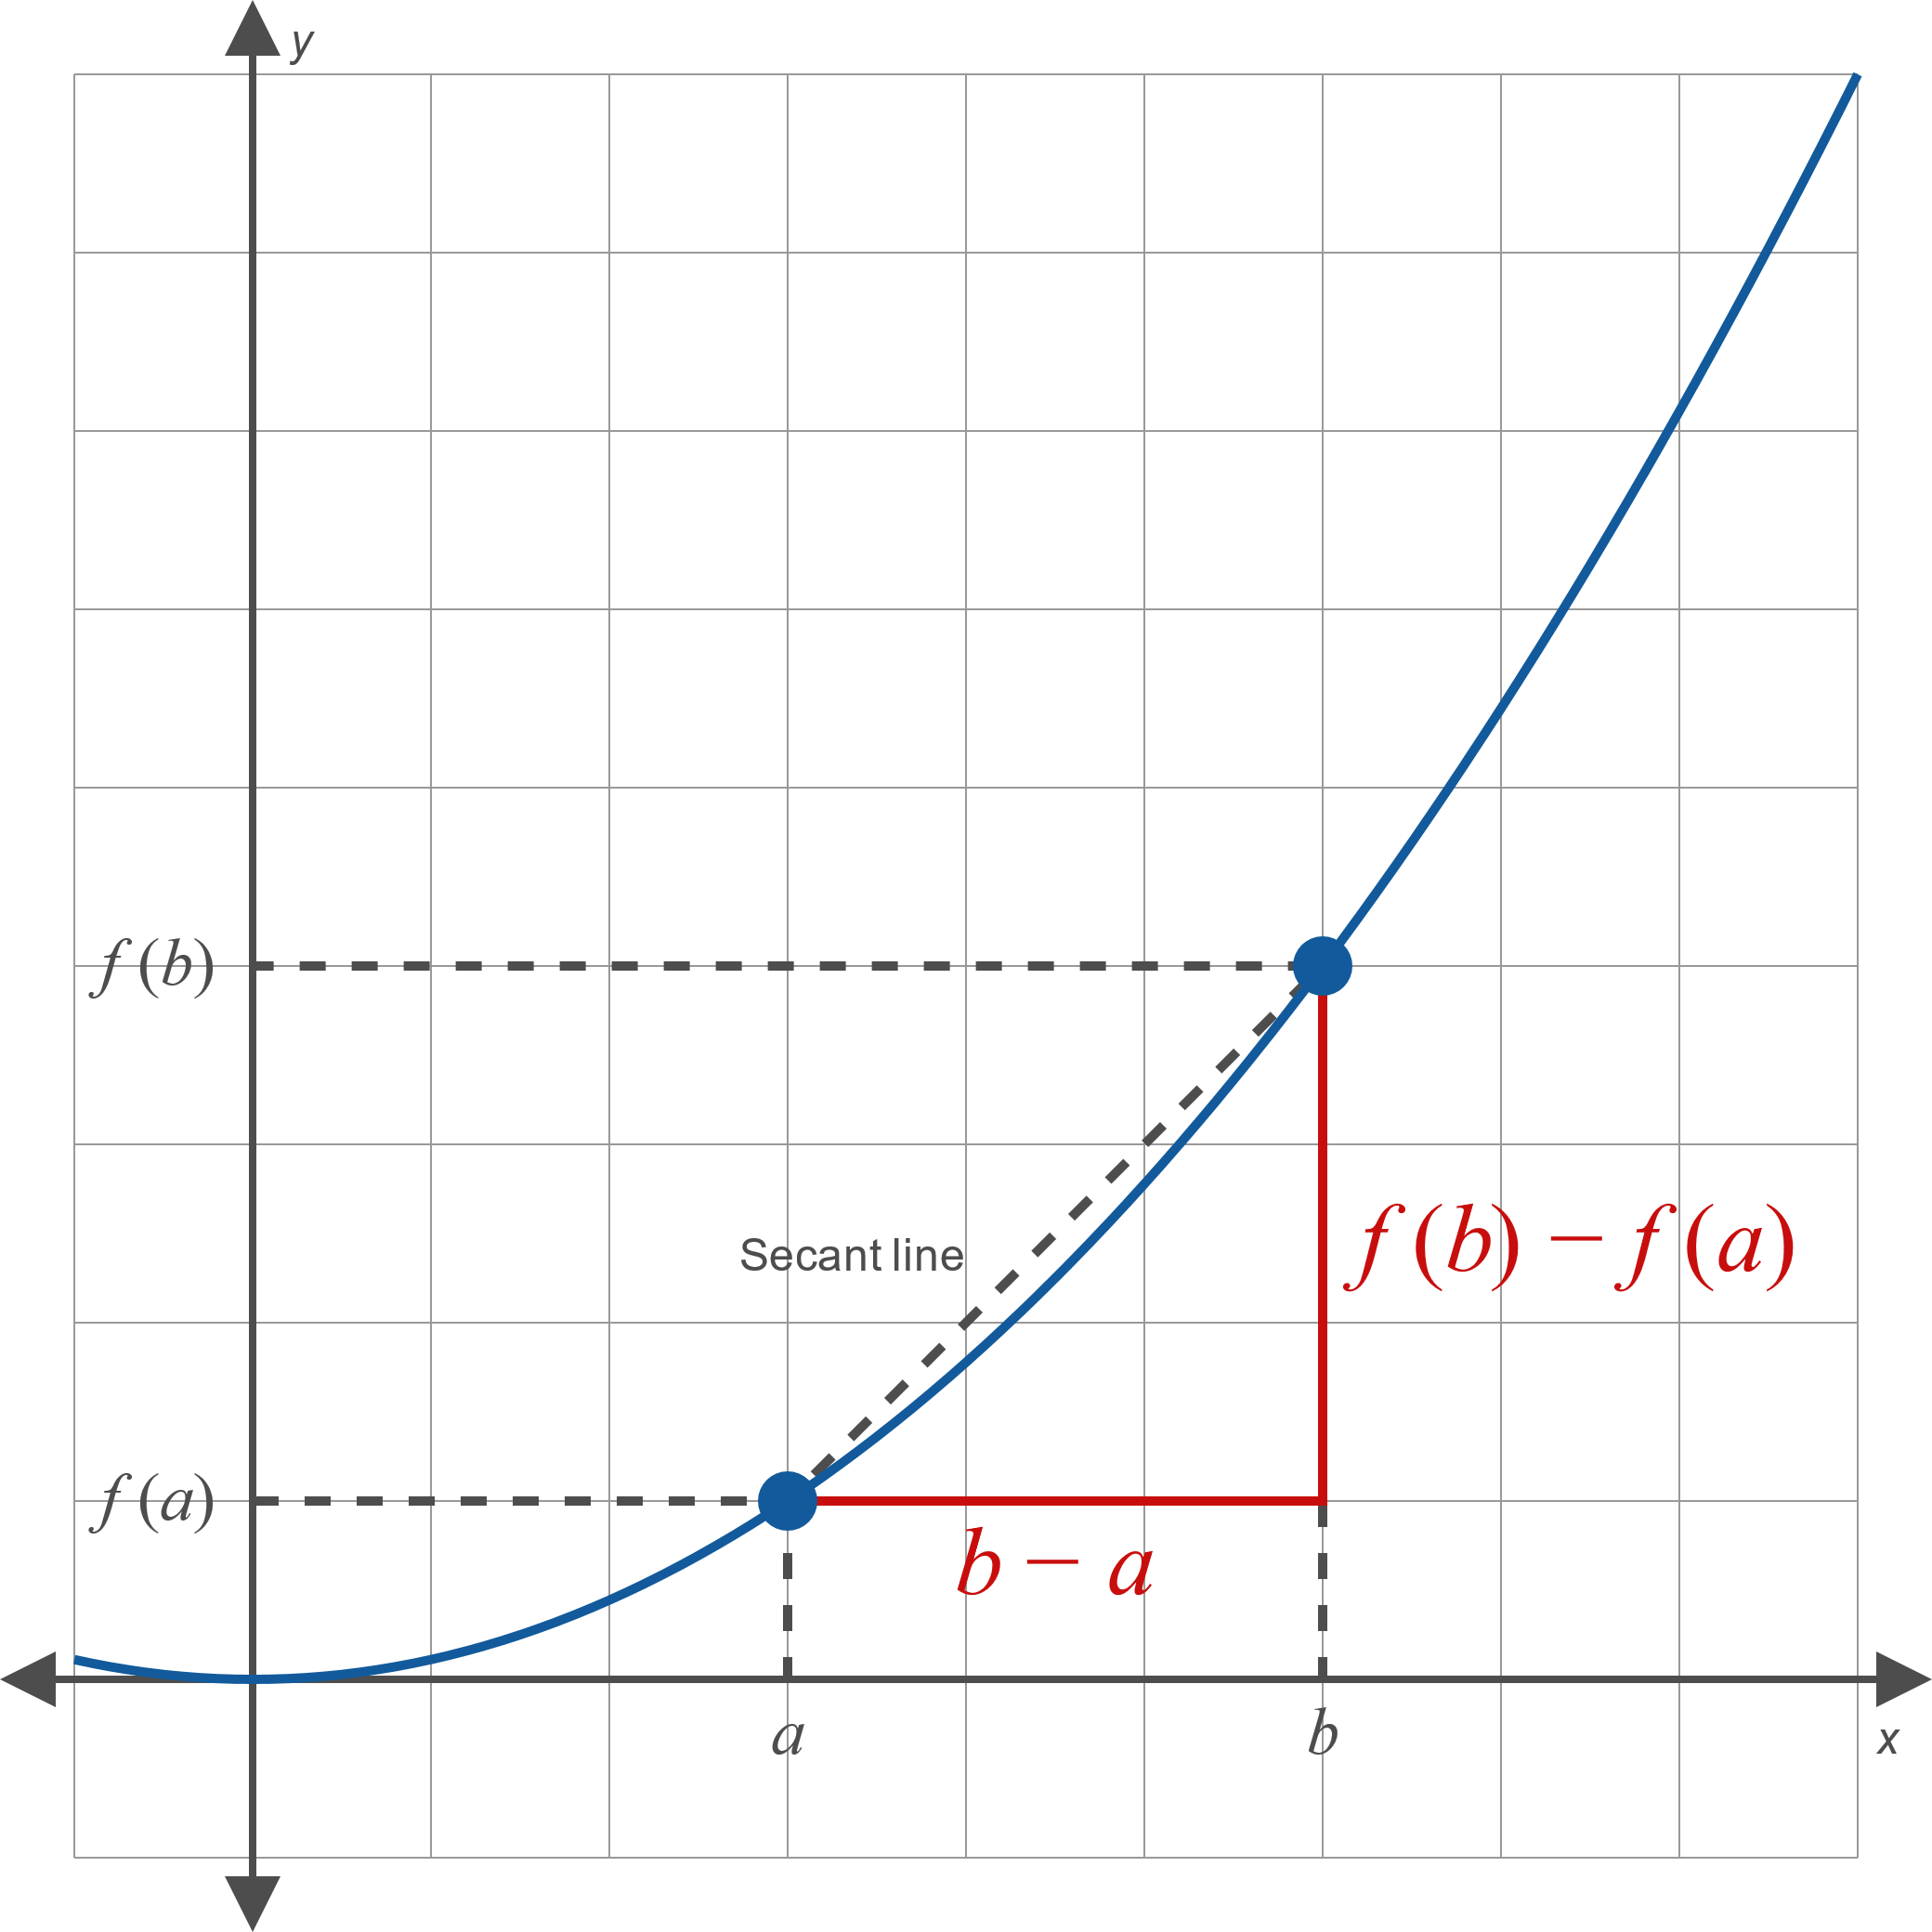 y
f(b)
f(b) − f(a)
Secant line
f(a)
b − a
a
b
x